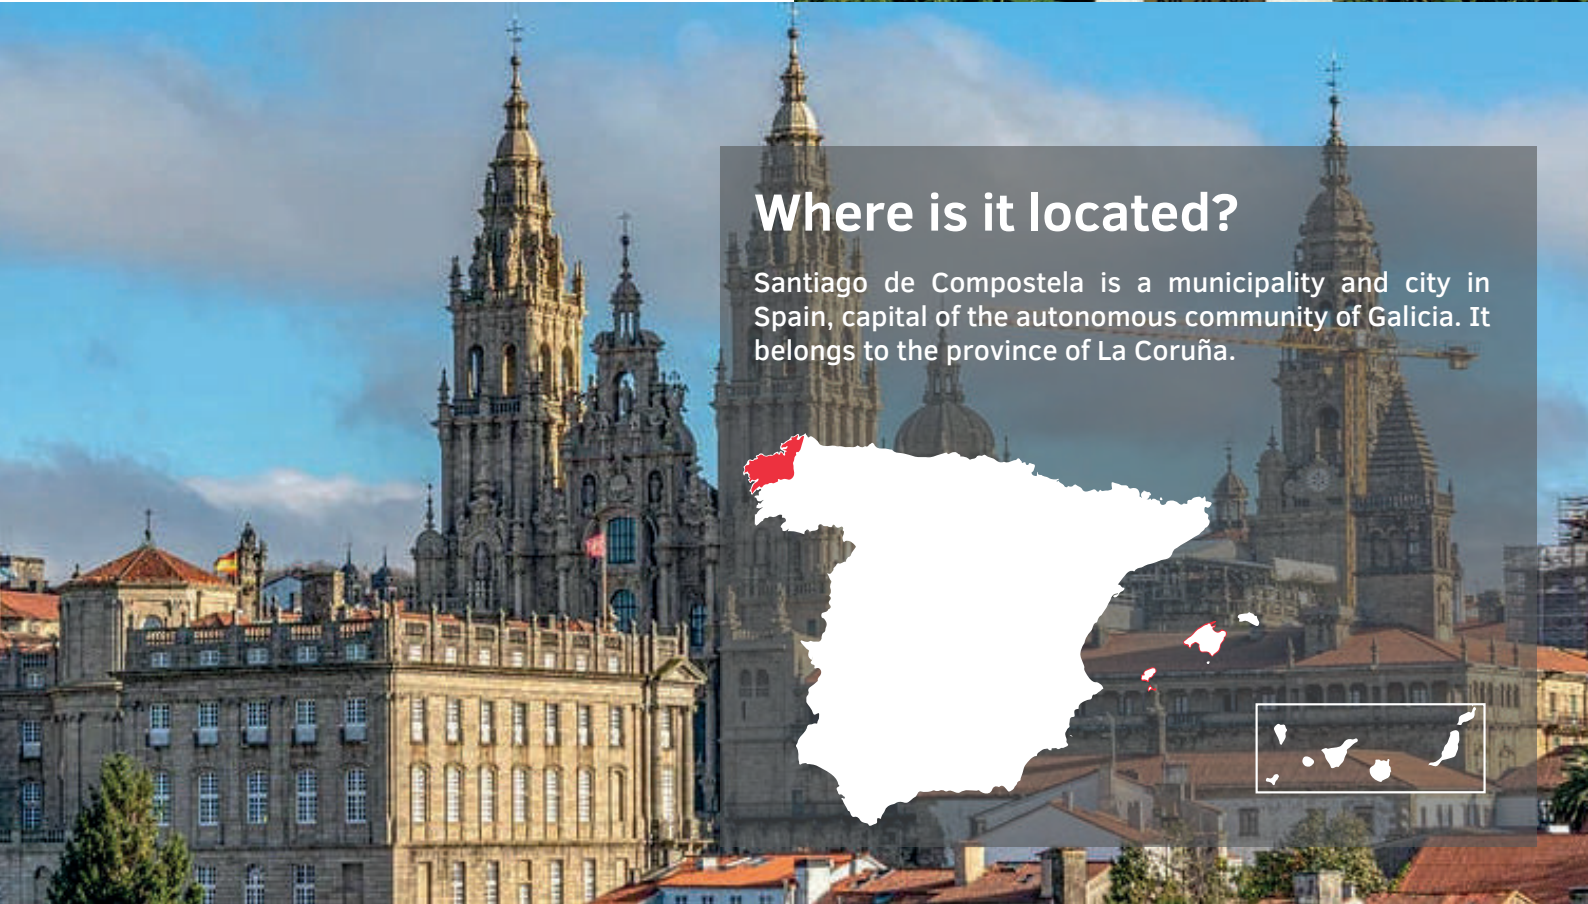 Where is it located?
Santiago de Compostela is a municipality and city in
Spain, capital of the autonomous community of Galicia. It
belongs to the province of La Coruña.